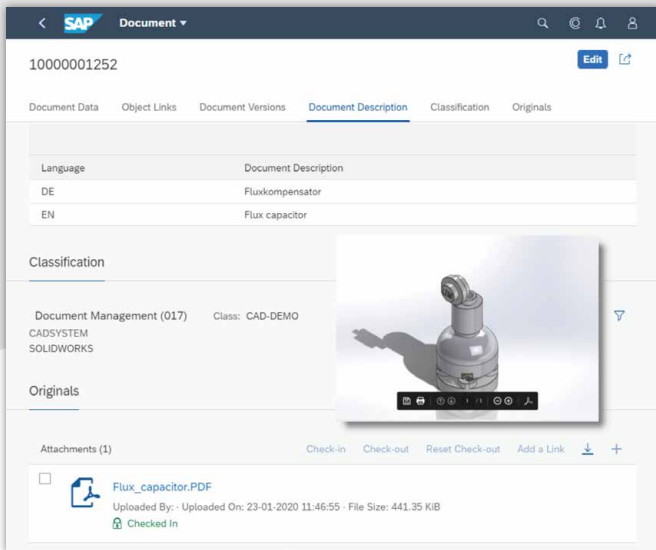 SAP Document
10000001252 Edit
Document Data Object Links Document Versions Document Description Classification Originals
Language Document Description
DE Fluxkompensator
EN Flux capacitor
Classification
Document Management (017) Class: CAD-DEMO
CADSYSTEM
SOLIDWORKS
1 / 1
Originals
Attachments (1) Check-in Check-out Reset Check-out Add a Link
Flux_capacitor.PDF
Uploaded By: · Uploaded On: 23-01-2020 11:46:55 · File Size: 441.35 KiB
Checked In